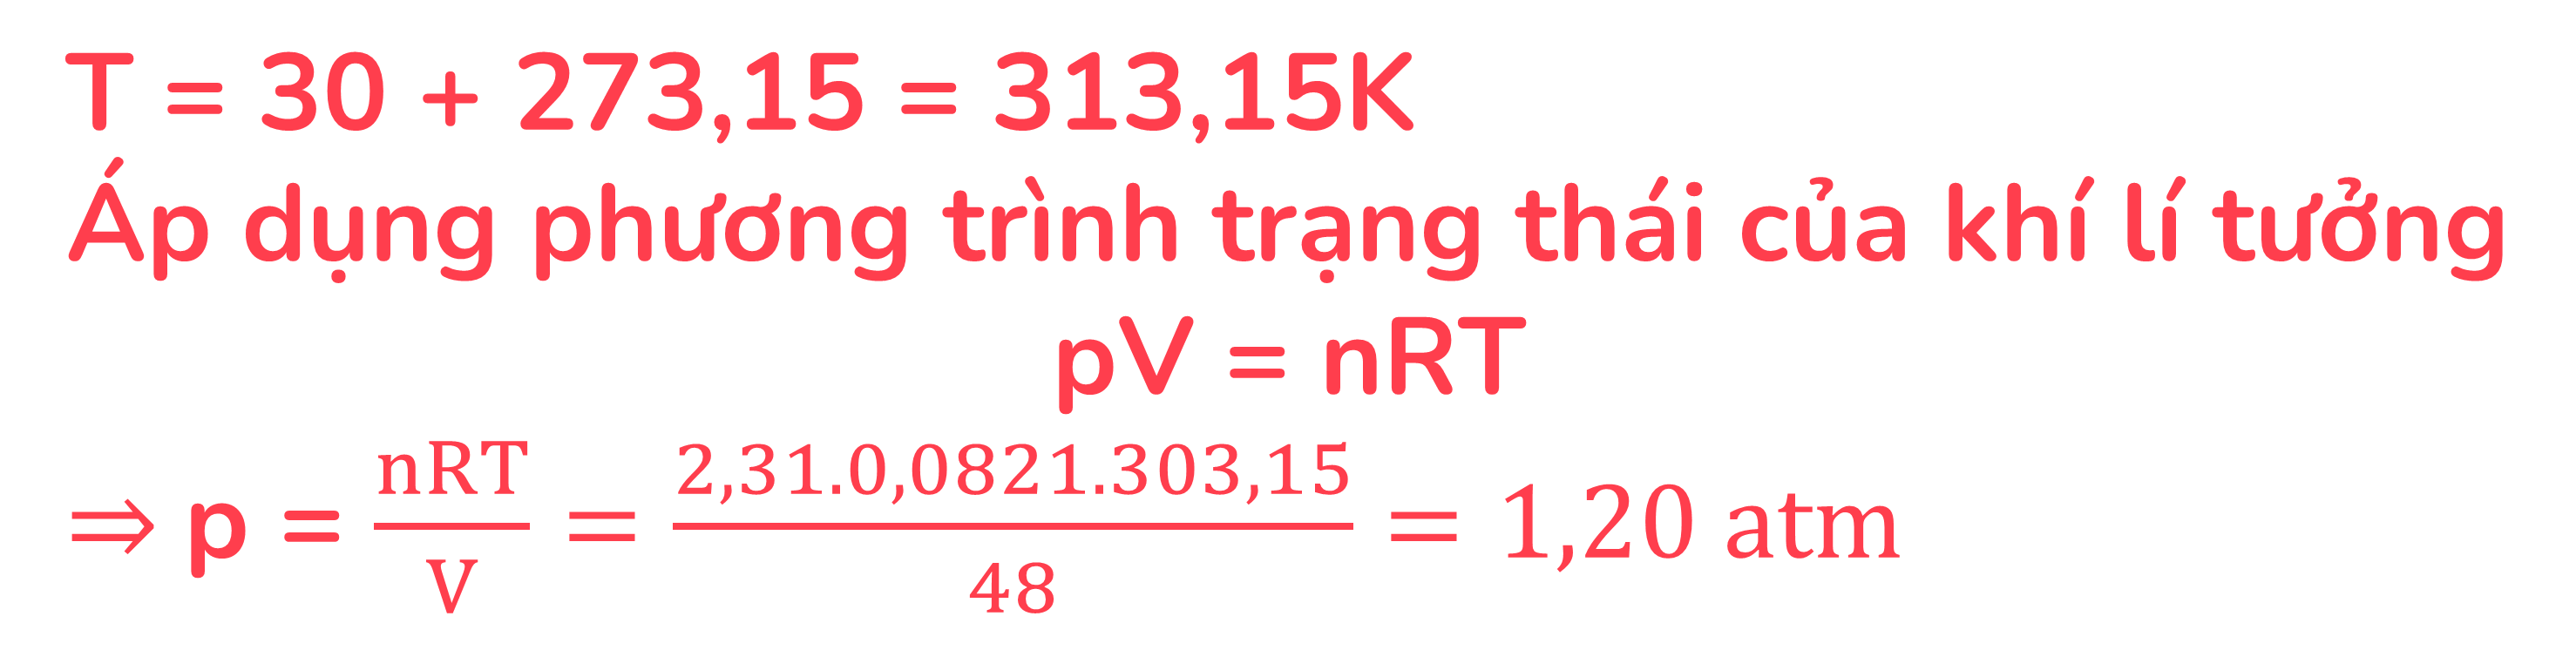 T = 30 + 273,15 = 313,15K
Áp dụng phương trình trạng thái của khí lí tưởng
pV = nRT
⇒ p = nRT/V = 2,31.0,0821.303,15/48 = 1,20 atm